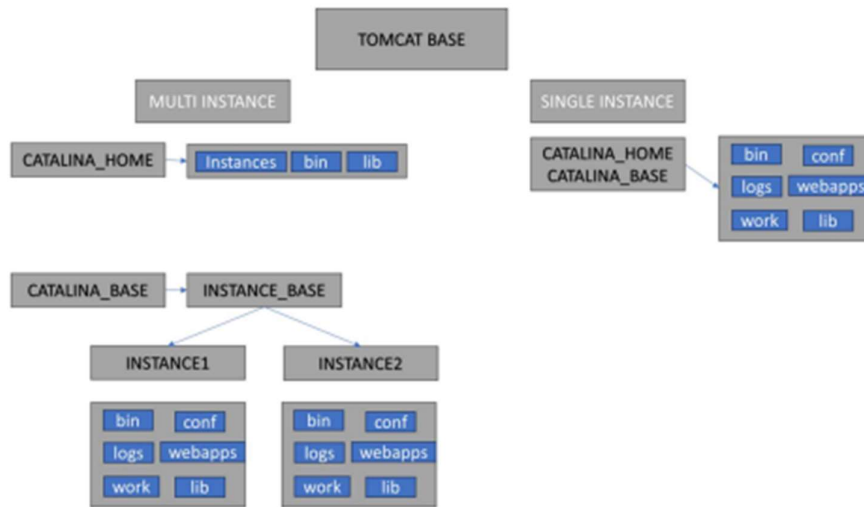 TOMCAT BASE
MULTI INSTANCE
SINGLE INSTANCE
CATALINA_HOME
Instances bin lib
CATALINA_HOME
CATALINA_BASE
bin conf
logs webapps
work lib
CATALINA_BASE
INSTANCE_BASE
INSTANCE1
INSTANCE2
bin conf
logs webapps
work lib
bin conf
logs webapps
work lib